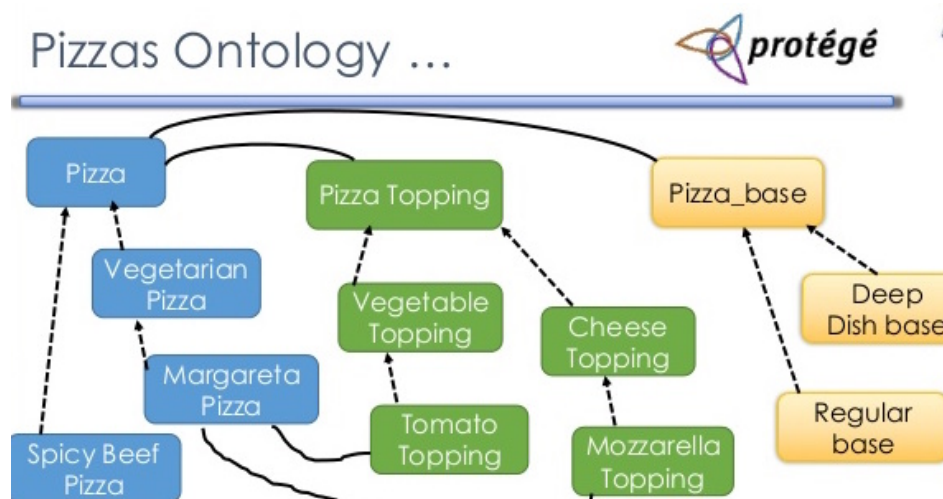 Pizzas Ontology ...
protégé
Pizza
Pizza Topping
Pizza_base
Vegetarian
Pizza
Vegetable
Topping
Cheese
Topping
Deep
Dish base
Margareta
Pizza
Tomato
Topping
Regular
base
Spicy Beef
Pizza
Mozzarella
Topping